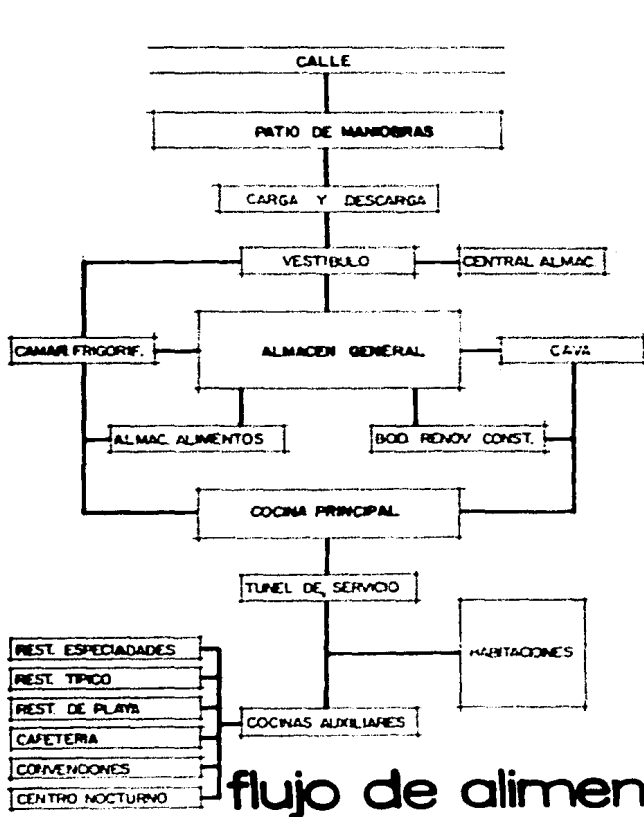 CALLE
PATIO DE MANIOBRAS
CARGA Y DESCARGA
VESTIBULO
CENTRAL ALMAC.
CAMAR. FRIGORIF.
ALMACEN GENERAL
CAVA
ALMAC. ALIMENTOS
BOD. RENOV. CONST.
COCINA PRINCIPAL
TUNEL DE SERVICIO
HABITACIONES
REST. ESPECIADADES
REST. TIPICO
REST. DE PLAYA
CAFETERIA
CONVENCIONES
CENTRO NOCTURNO
COCINAS AUXILIARES
flujo de alimen